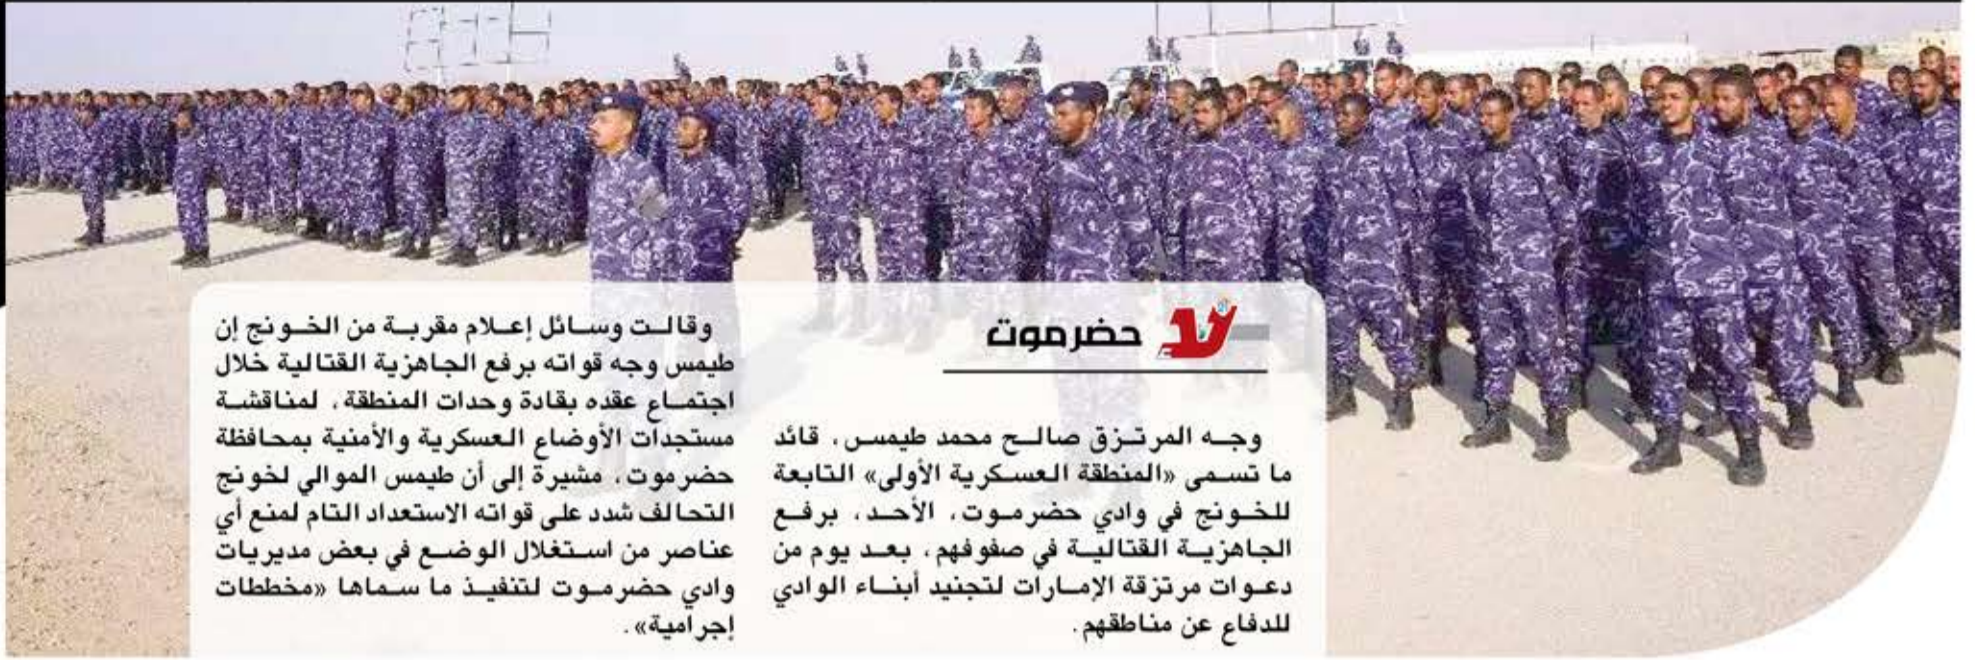 حضرموت
وجه المرتزق صالح محمد طيمس، قائد
ما تسمى «المنطقة العسكرية الأولى» التابعة
للخونج في وادي حضرموت، الأحد، برفع
الجاهزية القتالية في صفوفهم، بعد يوم من
دعوات مرتزقة الإمارات لتجنيد أبناء الوادي
للدفاع عن مناطقهم.
وقالت وسائل إعلام مقربة من الخونج إن
طيمس وجه قواته برفع الجاهزية القتالية خلال
اجتماع عقده بقادة وحدات المنطقة، لمناقشة
مستجدات الأوضاع العسكرية والأمنية بمحافظة
حضرموت، مشيرة إلى أن طيمس الموالي لخونج
التحالف شدد على قواته الاستعداد التام لمنع أي
عناصر من استغلال الوضع في بعض مديريات
وادي حضرموت لتنفيذ ما سماها «مخططات
إجرامية».